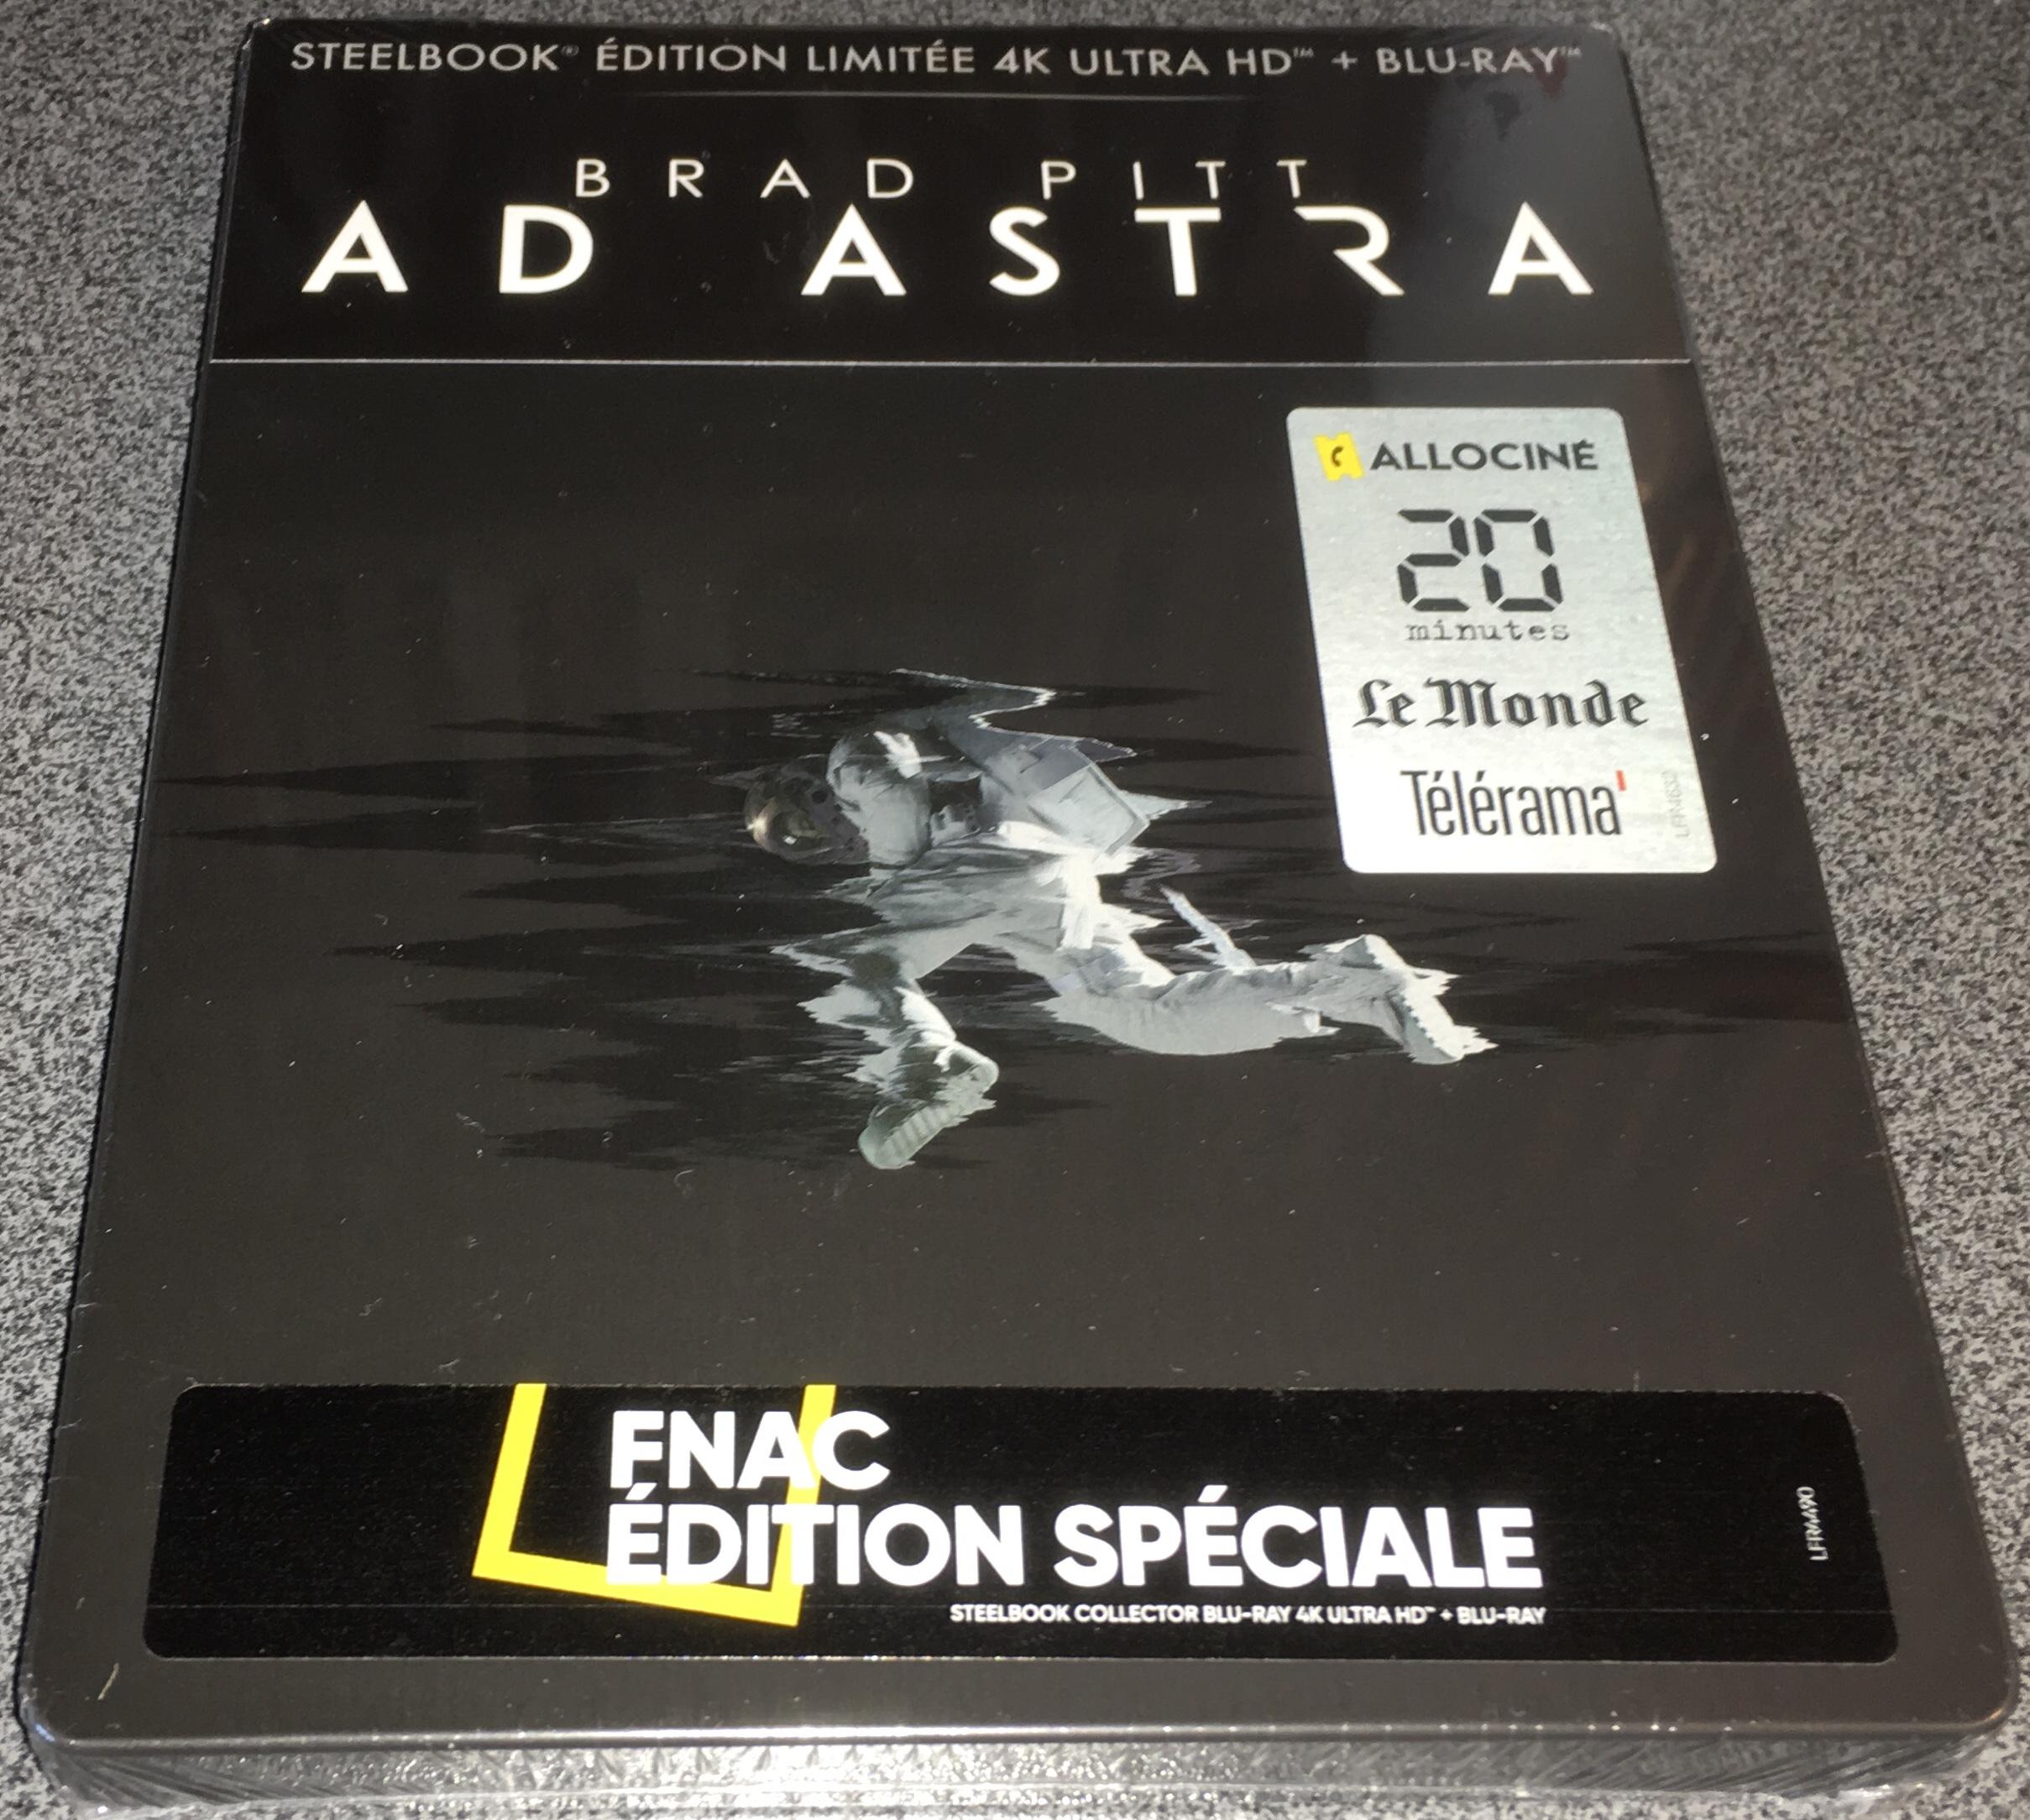 STEELBOOK® ÉDITION LIMITÉE 4K ULTRA HD™ + BLU-RAY™
BRAD PITT
AD ASTRA
ALLOCINÉ
20
minutes
Le Monde
Télérama'
FNAC
ÉDITION SPÉCIALE
STEELBOOK COLLECTOR BLU-RAY 4K ULTRA HD™ + BLU-RAY
LFR4490